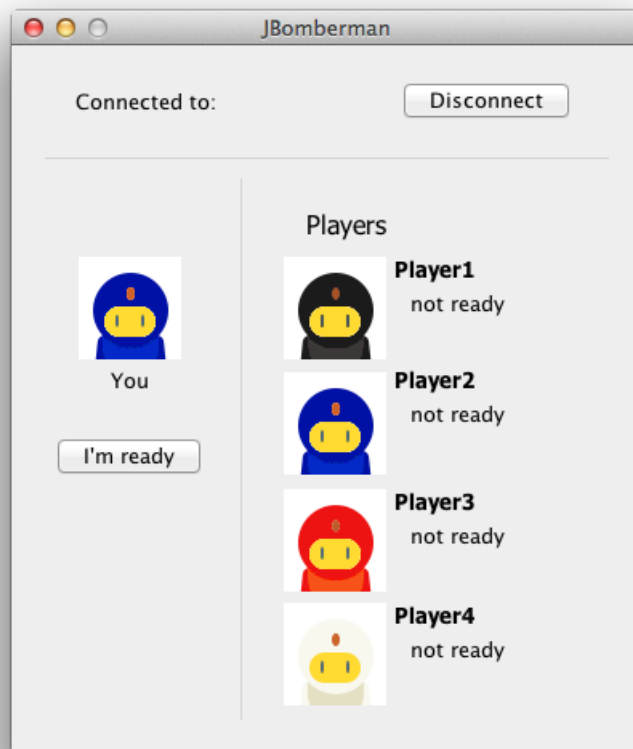 JBomberman
Connected to:
Disconnect
You
I'm ready
Players
Player1
not ready
Player2
not ready
Player3
not ready
Player4
not ready